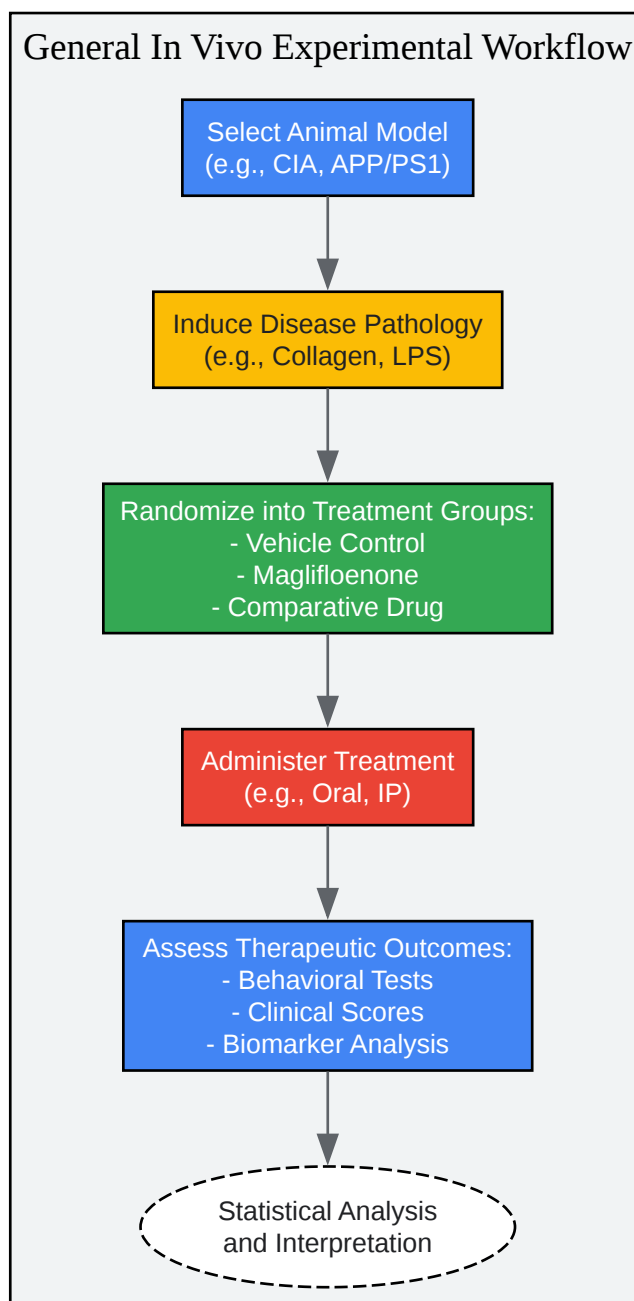 General In Vivo Experimental Workflow
Select Animal Model
(e.g., CIA, APP/PS1)
Induce Disease Pathology
(e.g., Collagen, LPS)
Randomize into Treatment Groups:
- Vehicle Control
- Maglifloenone
- Comparative Drug
Administer Treatment
(e.g., Oral, IP)
Assess Therapeutic Outcomes:
- Behavioral Tests
- Clinical Scores
- Biomarker Analysis
Statistical Analysis
and Interpretation